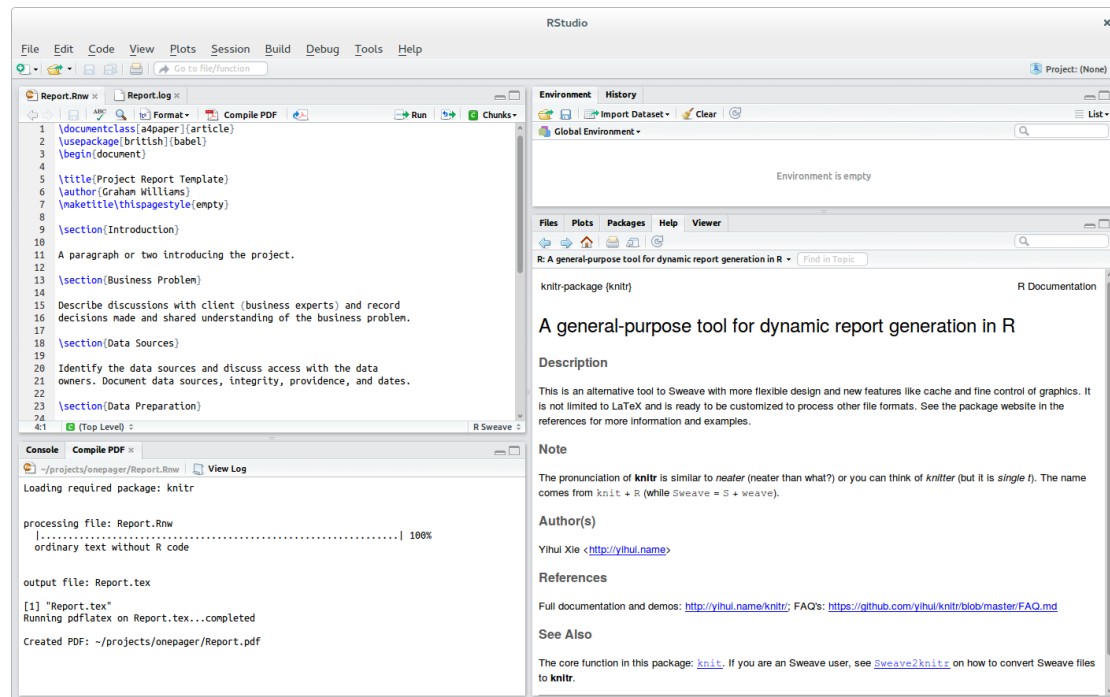 RStudio
File Edit Code View Plots Session Build Debug Tools Help
Go to file/function
Project: (None)
Report.Rnw × Report.log ×
ABC Format Compile PDF Run Chunks
1 \documentclass[a4paper]{article}
2 \usepackage[british]{babel}
3 \begin{document}
4
5 \title{Project Report Template}
6 \author{Graham Williams}
7 \maketitle\thispagestyle{empty}
8
9 \section{Introduction}
10
11 A paragraph or two introducing the project.
12
13 \section{Business Problem}
14
15 Describe discussions with client (business experts) and record
16 decisions made and shared understanding of the business problem.
17
18 \section{Data Sources}
19
20 Identify the data sources and discuss access with the data
21 owners. Document data sources, integrity, providence, and dates.
22
23 \section{Data Preparation}
24
4:1 (Top Level) R Sweave
Console Compile PDF ×
~/projects/onepager/Report.Rnw View Log
Loading required package: knitr
processing file: Report.Rnw
|.................................................................| 100%
ordinary text without R code
output file: Report.tex
[1] "Report.tex"
Running pdflatex on Report.tex...completed
Created PDF: ~/projects/onepager/Report.pdf
Environment History
Import Dataset Clear List
Global Environment
Environment is empty
Files Plots Packages Help Viewer
R: A general-purpose tool for dynamic report generation in R Find in Topic
knitr-package {knitr} R Documentation
A general-purpose tool for dynamic report generation in R
Description
This is an alternative tool to Sweave with more flexible design and new features like cache and fine control of graphics. It
is not limited to LaTeX and is ready to be customized to process other file formats. See the package website in the
references for more information and examples.
Note
The pronunciation of knitr is similar to neater (neater than what?) or you can think of knitter (but it is single t). The name
comes from knit + R (while Sweave = S + weave).
Author(s)
Yihui Xie <http://yihui.name>
References
Full documentation and demos: http://yihui.name/knitr/; FAQ's: https://github.com/yihui/knitr/blob/master/FAQ.md
See Also
The core function in this package: knit. If you are an Sweave user, see Sweave2knitr on how to convert Sweave files
to knitr.